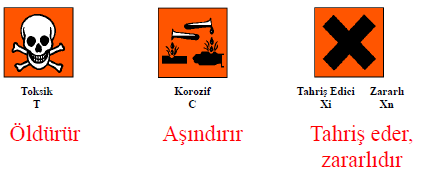 Toksik
T
Öldürür
Korozif
C
Aşındırır
Tahriş Edici Zararlı
Xi Xn
Tahriş eder,
zararlıdır